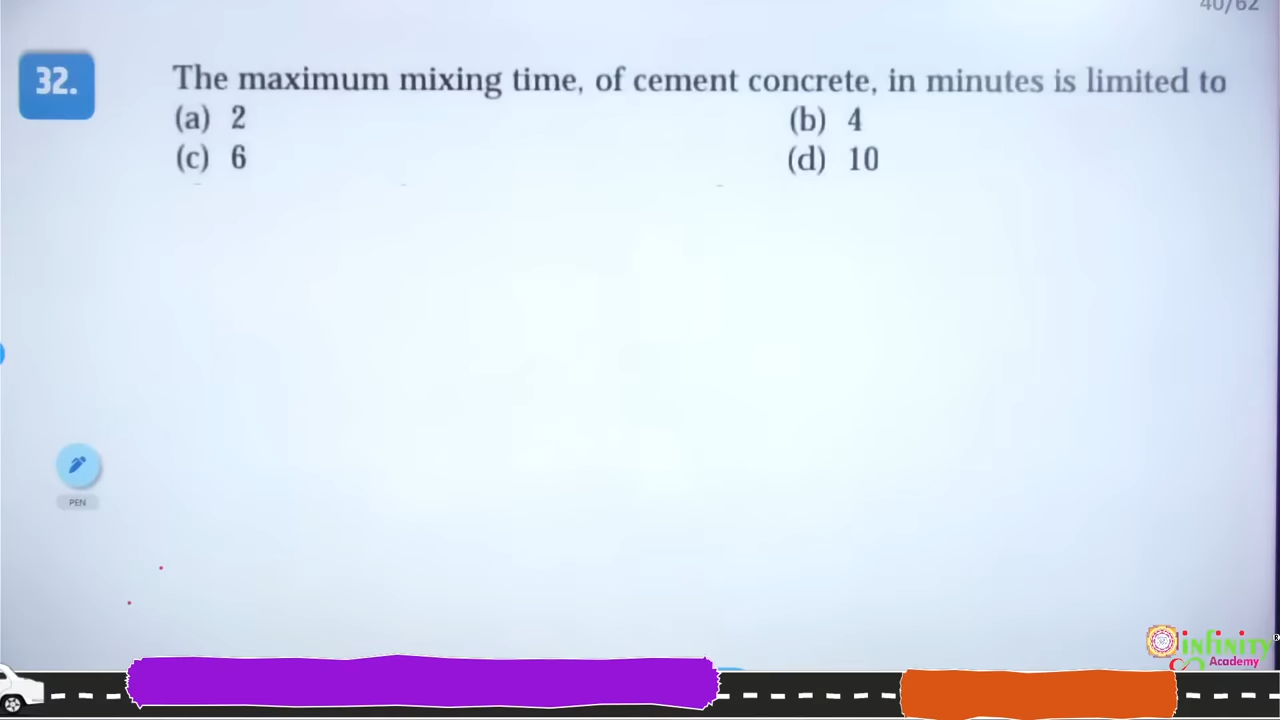 40/62
32. The maximum mixing time, of cement concrete, in minutes is limited to
(a) 2 (b) 4
(c) 6 (d) 10
PEN
infinity ®
Academy